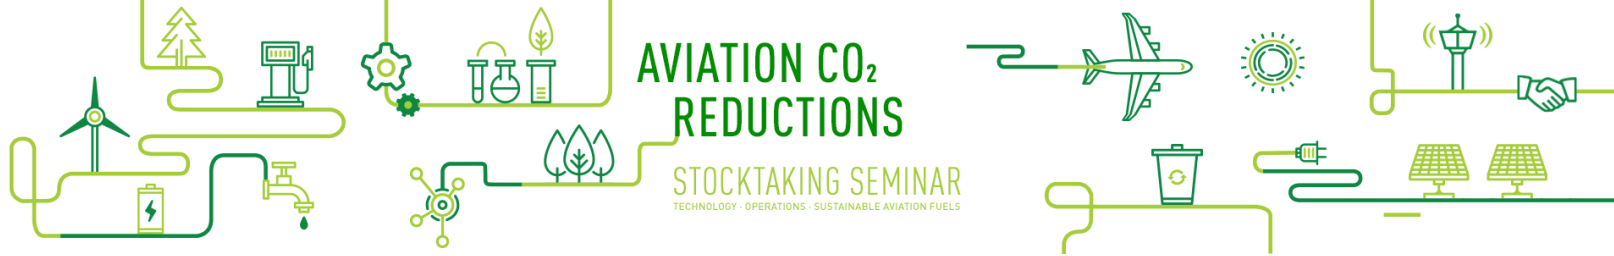 AVIATION CO₂
REDUCTIONS
STOCKTAKING SEMINAR
TECHNOLOGY · OPERATIONS · SUSTAINABLE AVIATION FUELS